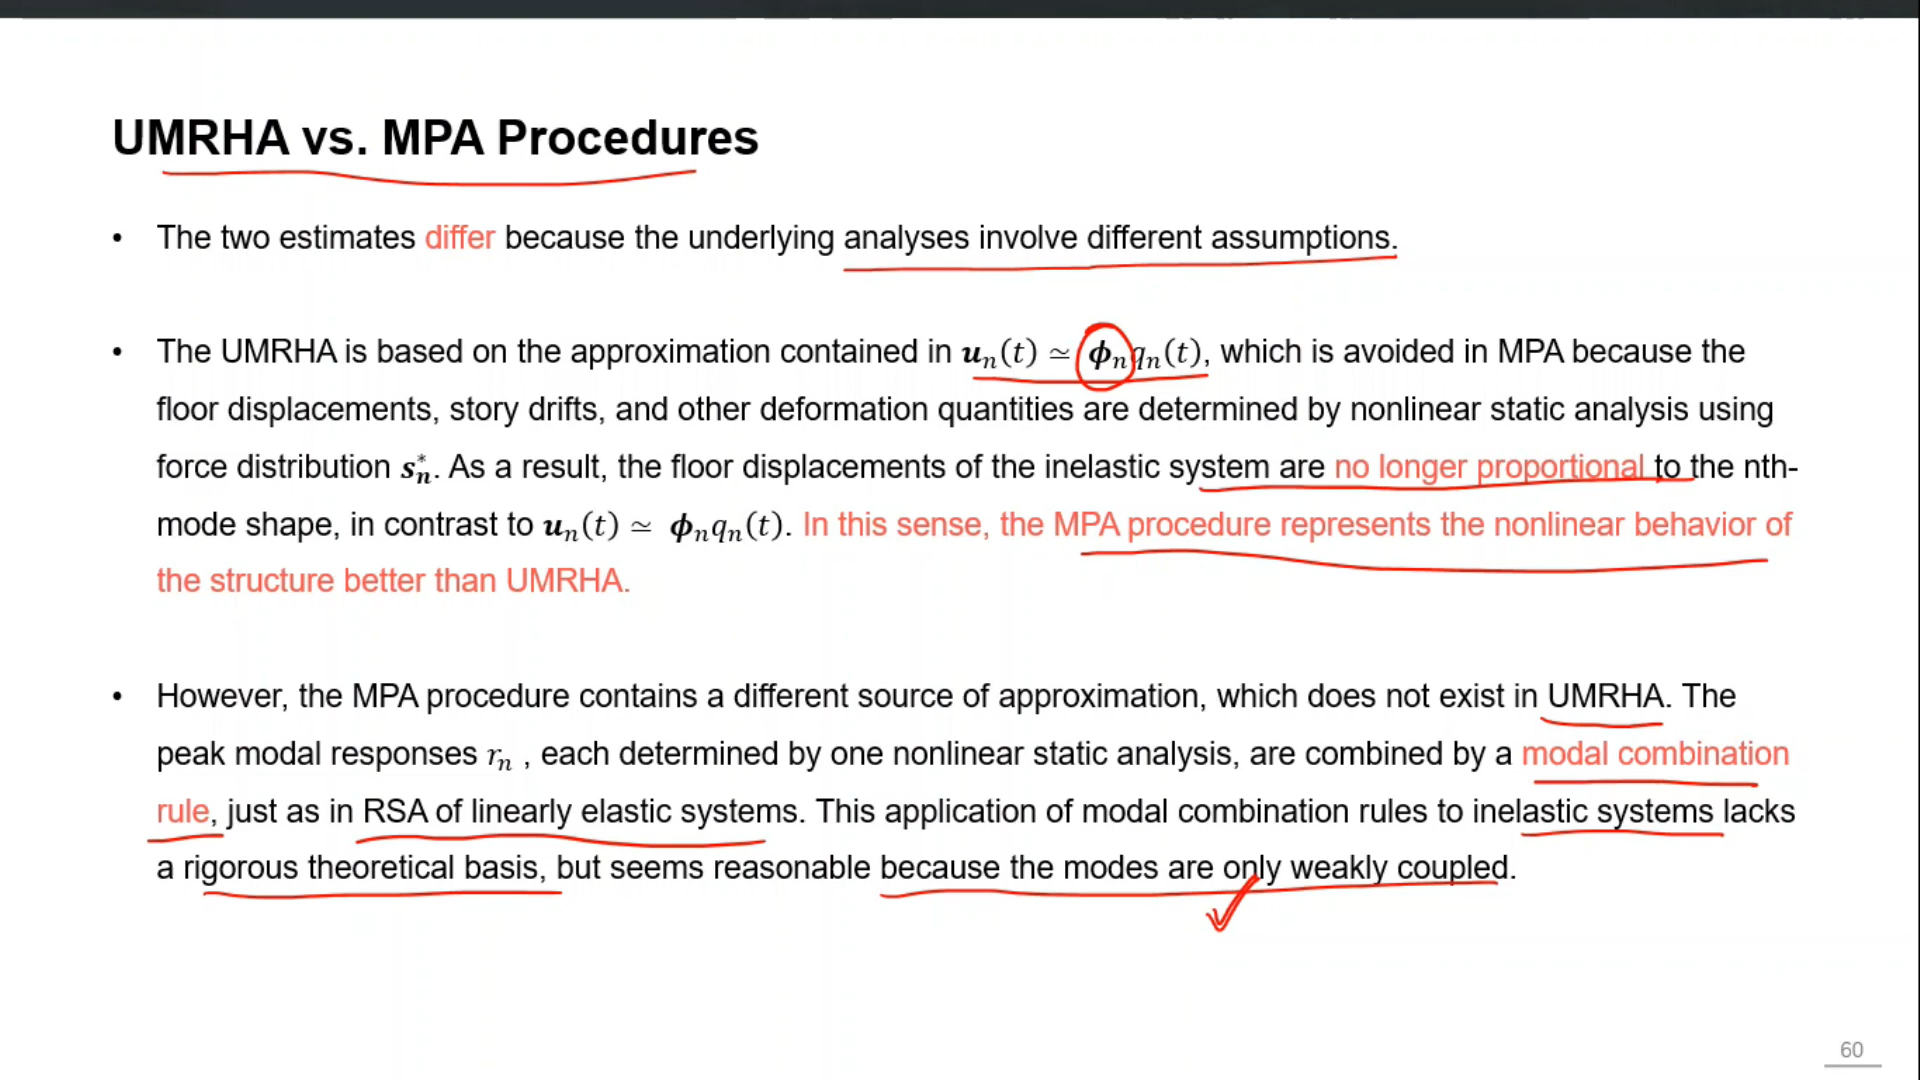 UMRHA vs. MPA Procedures
• The two estimates differ because the underlying analyses involve different assumptions.
• The UMRHA is based on the approximation contained in 𝒖ₙ(t) ≃ 𝝓ₙqₙ(t), which is avoided in MPA because the
floor displacements, story drifts, and other deformation quantities are determined by nonlinear static analysis using
force distribution 𝒔ₙ*. As a result, the floor displacements of the inelastic system are no longer proportional to the nth-
mode shape, in contrast to 𝒖ₙ(t) ≃ 𝝓ₙqₙ(t). In this sense, the MPA procedure represents the nonlinear behavior of
the structure better than UMRHA.
• However, the MPA procedure contains a different source of approximation, which does not exist in UMRHA. The
peak modal responses rₙ , each determined by one nonlinear static analysis, are combined by a modal combination
rule, just as in RSA of linearly elastic systems. This application of modal combination rules to inelastic systems lacks
a rigorous theoretical basis, but seems reasonable because the modes are only weakly coupled.
60